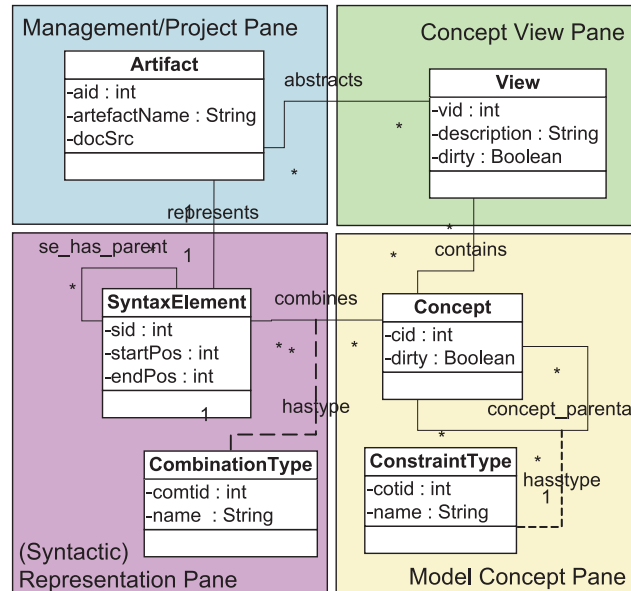 Management/Project Pane
Artifact
-aid : int
-artefactName : String
-docSrc
abstracts
*
*
Concept View Pane
View
-vid : int
-description : String
-dirty : Boolean
1
represents
1
*
contains
*
se_has_parent
*
*
SyntaxElement
-sid : int
-startPos : int
-endPos : int
combines
*
*
*
1
hastype
Concept
-cid : int
-dirty : Boolean
*
concept_parenta
*
*
hasstype
1
CombinationType
-comtid : int
-name : String
ConstraintType
-cotid : int
-name : String
(Syntactic)
Representation Pane
Model Concept Pane